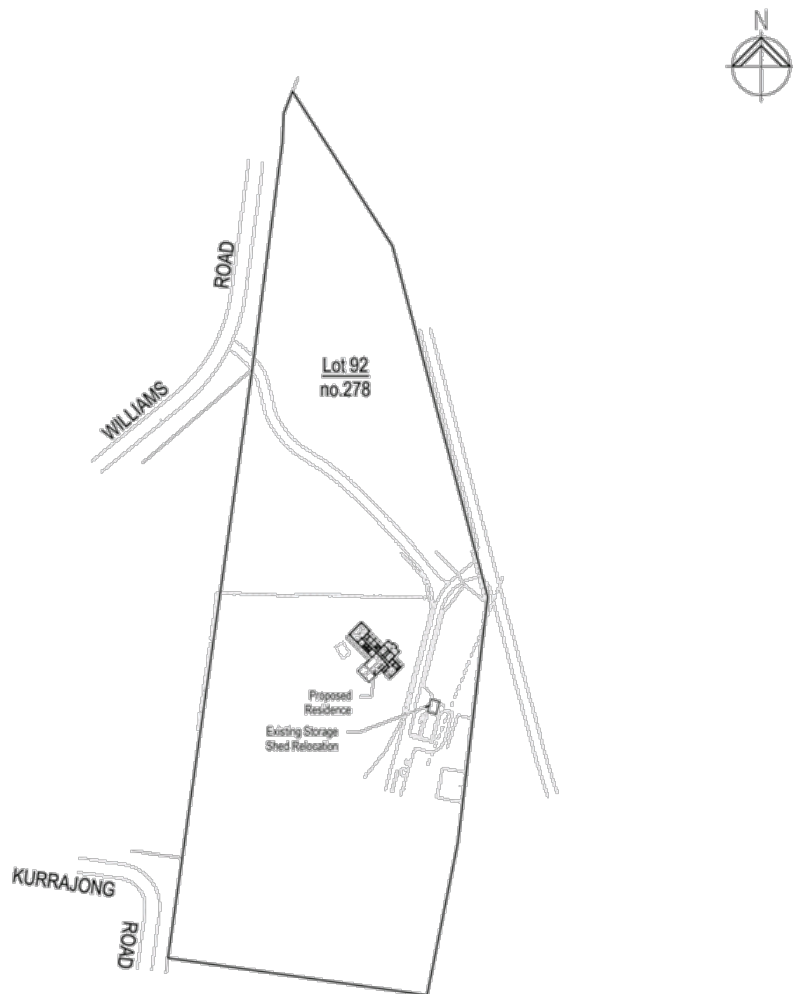 N
ROAD
WILLIAMS
Lot 92
no.278
Proposed
Residence
Existing Storage
Shed Relocation
KURRAJONG
ROAD